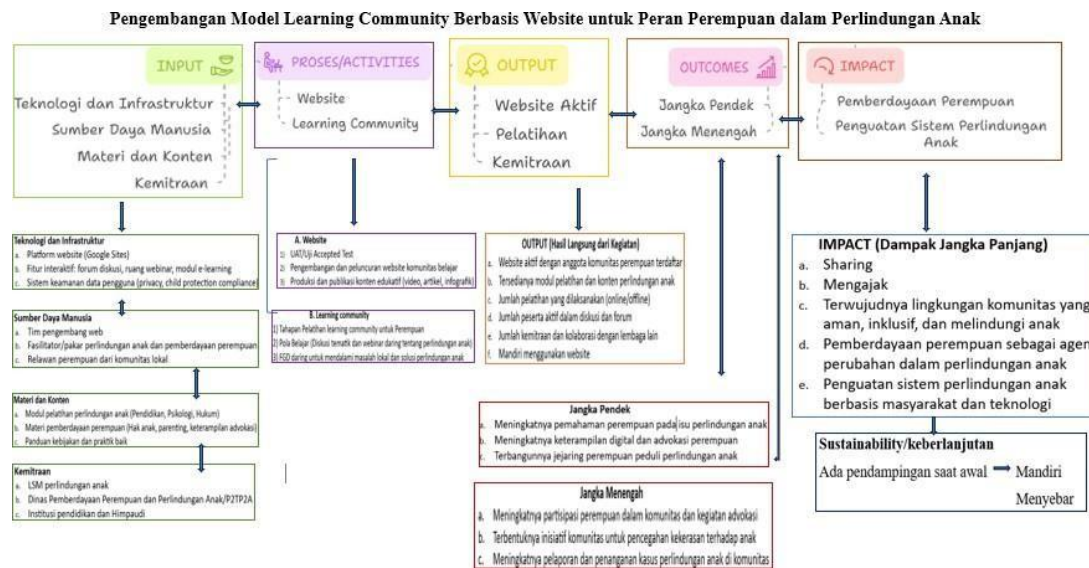 Pengembangan Model Learning Community Berbasis Website untuk Peran Perempuan dalam Perlindungan Anak
INPUT
Teknologi dan Infrastruktur
Sumber Daya Manusia
Materi dan Konten
Kemitraan
PROSES/ACTIVITIES
Website
Learning Community
OUTPUT
Website Aktif
Pelatihan
Kemitraan
OUTCOMES
Jangka Pendek
Jangka Menengah
IMPACT
Pemberdayaan Perempuan
Penguatan Sistem Perlindungan
Anak
Teknologi dan Infrastruktur
a. Platform website (Google Sites)
b. Fitur interaktif: forum diskusi, ruang webinar, modul e-learning
c. Sistem keamanan data pengguna (privacy, child protection compliance)
Sumber Daya Manusia
a. Tim pengembang web
b. Fasilitator/pakar perlindungan anak dan pemberdayaan perempuan
c. Relawan perempuan dari komunitas lokal
Materi dan Konten
a. Modul pelatihan perlindungan anak (Pendidikan, Psikologi, Hukum)
b. Materi pemberdayaan perempuan (Hak anak, parenting, keterampilan advokasi)
c. Panduan kebijakan dan praktik baik
Kemitraan
a. LSM perlindungan anak
b. Dinas Pemberdayaan Perempuan dan Perlindungan Anak/P2TP2A
c. Institusi pendidikan dan Himpaudi
A. Website
1) UAT/Uji Accepted Test
2) Pengembangan dan peluncuran website komunitas belajar
3) Produksi dan publikasi konten edukatif (video, artikel, infografik)
B. Learning community
1) Tahapan Pelatihan learning community untuk Perempuan
2) Pola Belajar (Diskusi tematik dan webinar daring tentang perlindungan anak)
3) FGD daring untuk mendalami masalah lokal dan solusi perlindungan anak
OUTPUT (Hasil Langsung dari Kegiatan)
a. Website aktif dengan anggota komunitas perempuan terdaftar
b. Tersedianya modul pelatihan dan konten perlindungan anak
c. Jumlah pelatihan yang dilaksanakan (online/offline)
d. Jumlah peserta aktif dalam diskusi dan forum
e. Jumlah kemitraan dan kolaborasi dengan lembaga lain
f. Mandiri menggunakan website
Jangka Pendek
a. Meningkatnya pemahaman perempuan pada isu perlindungan anak
b. Meningkatnya keterampilan digital dan advokasi perempuan
c. Terbangunnya jejaring perempuan peduli perlindungan anak
Jangka Menengah
a. Meningkatnya partisipasi perempuan dalam komunitas dan kegiatan advokasi
b. Terbentuknya inisiatif komunitas untuk pencegahan kekerasan terhadap anak
c. Meningkatnya pelaporan dan penanganan kasus perlindungan anak di komunitas
IMPACT (Dampak Jangka Panjang)
a. Sharing
b. Mengajak
c. Terwujudnya lingkungan komunitas yang
aman, inklusif, dan melindungi anak
d. Pemberdayaan perempuan sebagai agen
perubahan dalam perlindungan anak
e. Penguatan sistem perlindungan anak
berbasis masyarakat dan teknologi
Sustainability/keberlanjutan
Ada pendampingan saat awal Mandiri
Menyebar